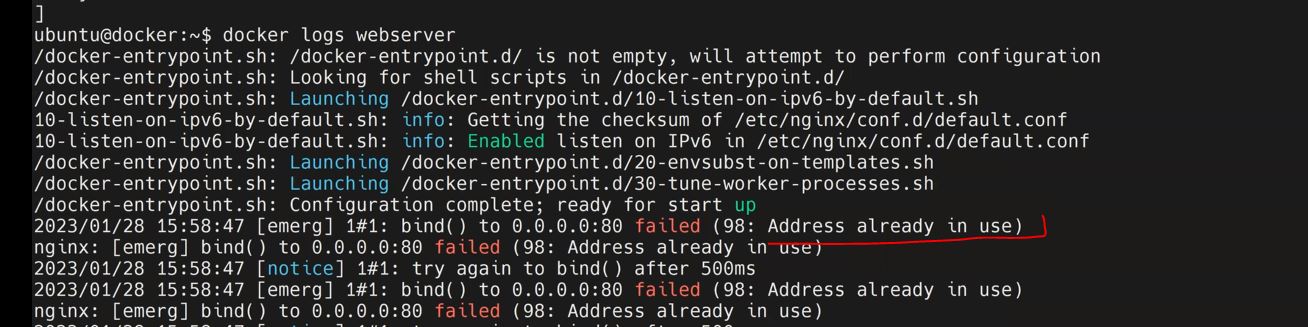 ]
ubuntu@docker:~$ docker logs webserver
/docker-entrypoint.sh: /docker-entrypoint.d/ is not empty, will attempt to perform configuration
/docker-entrypoint.sh: Looking for shell scripts in /docker-entrypoint.d/
/docker-entrypoint.sh: Launching /docker-entrypoint.d/10-listen-on-ipv6-by-default.sh
10-listen-on-ipv6-by-default.sh: info: Getting the checksum of /etc/nginx/conf.d/default.conf
10-listen-on-ipv6-by-default.sh: info: Enabled listen on IPv6 in /etc/nginx/conf.d/default.conf
/docker-entrypoint.sh: Launching /docker-entrypoint.d/20-envsubst-on-templates.sh
/docker-entrypoint.sh: Launching /docker-entrypoint.d/30-tune-worker-processes.sh
/docker-entrypoint.sh: Configuration complete; ready for start up
2023/01/28 15:58:47 [emerg] 1#1: bind() to 0.0.0.0:80 failed (98: Address already in use)
nginx: [emerg] bind() to 0.0.0.0:80 failed (98: Address already in use)
2023/01/28 15:58:47 [notice] 1#1: try again to bind() after 500ms
2023/01/28 15:58:47 [emerg] 1#1: bind() to 0.0.0.0:80 failed (98: Address already in use)
nginx: [emerg] bind() to 0.0.0.0:80 failed (98: Address already in use)